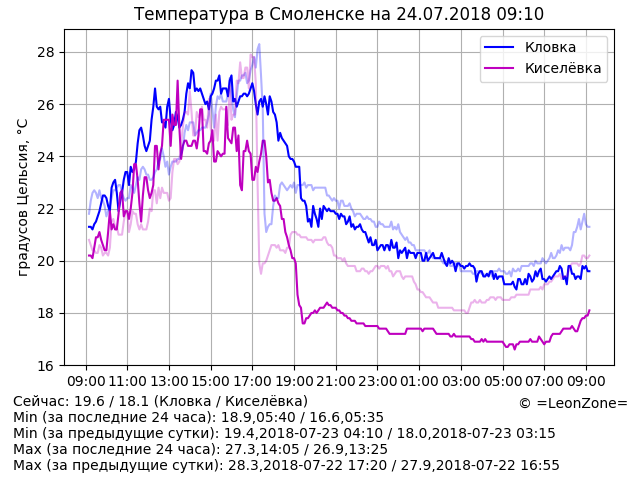 Температура в Смоленске на 24.07.2018 09:10
Кловка
Киселёвка
градусов Цельсия, °C
28
26
24
22
20
18
16
09:00 11:00 13:00 15:00 17:00 19:00 21:00 23:00 01:00 03:00 05:00 07:00 09:00
Сейчас: 19.6 / 18.1 (Кловка / Киселёвка)
© =LeonZone=
Min (за последние 24 часа): 18.9,05:40 / 16.6,05:35
Min (за предыдущие сутки): 19.4,2018-07-23 04:10 / 18.0,2018-07-23 03:15
Max (за последние 24 часа): 27.3,14:05 / 26.9,13:25
Max (за предыдущие сутки): 28.3,2018-07-22 17:20 / 27.9,2018-07-22 16:55